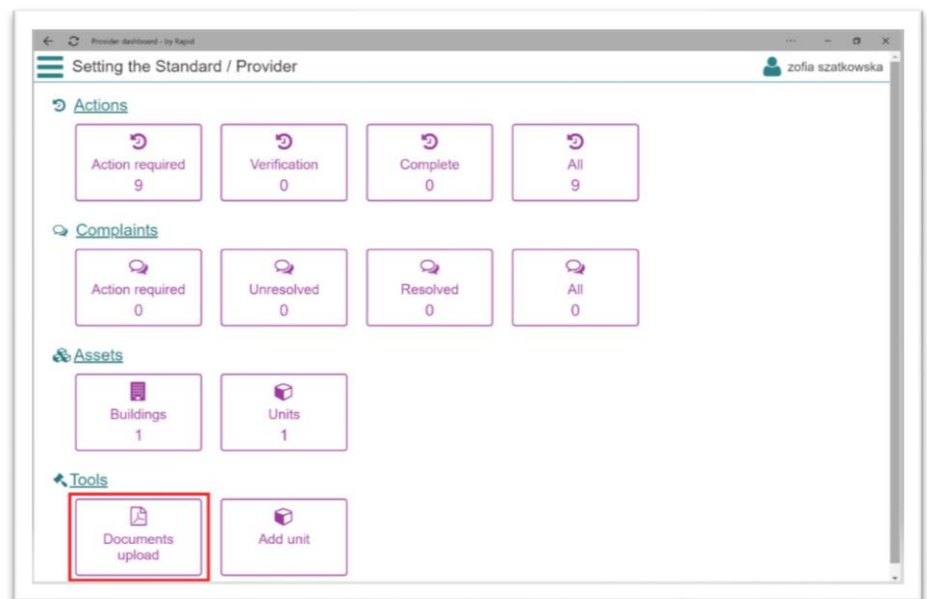 Provider dashboard - by Rapid
Setting the Standard / Provider
zofia szatkowska
Actions
Action required
9
Verification
0
Complete
0
All
9
Complaints
Action required
0
Unresolved
0
Resolved
0
All
0
Assets
Buildings
1
Units
1
Tools
Documents
upload
Add unit